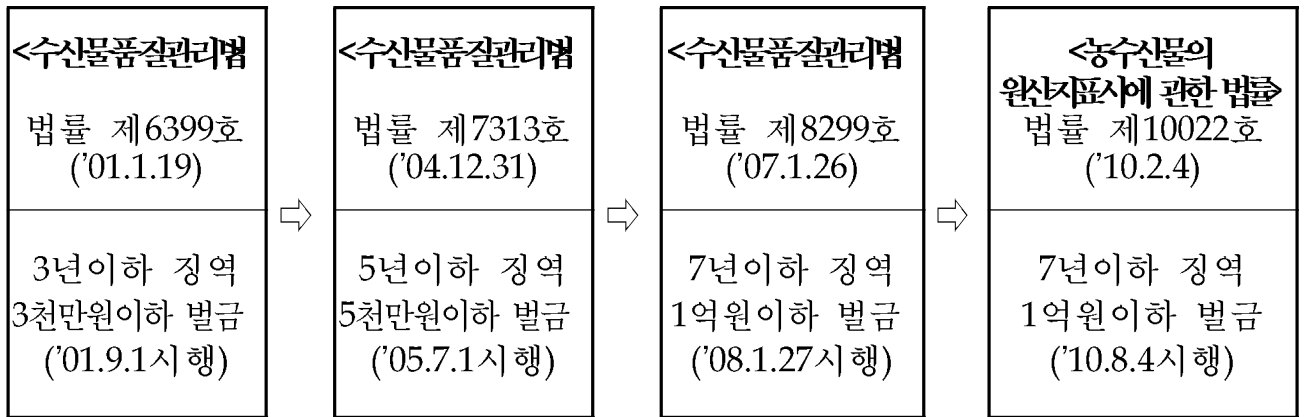 <수산물품질관리법
법률 제6399호
('01.1.19)
3년이하 징역
3천만원이하 벌금
('01.9.1시행)
<수산물품질관리법
법률 제7313호
('04.12.31)
5년이하 징역
5천만원이하 벌금
('05.7.1시행)
<수산물품질관리법
법률 제8299호
('07.1.26)
7년이하 징역
1억원이하 벌금
('08.1.27시행)
<농수산물의
원산지표시에 관한 법률>
법률 제10022호
('10.2.4)
7년이하 징역
1억원이하 벌금
('10.8.4시행)